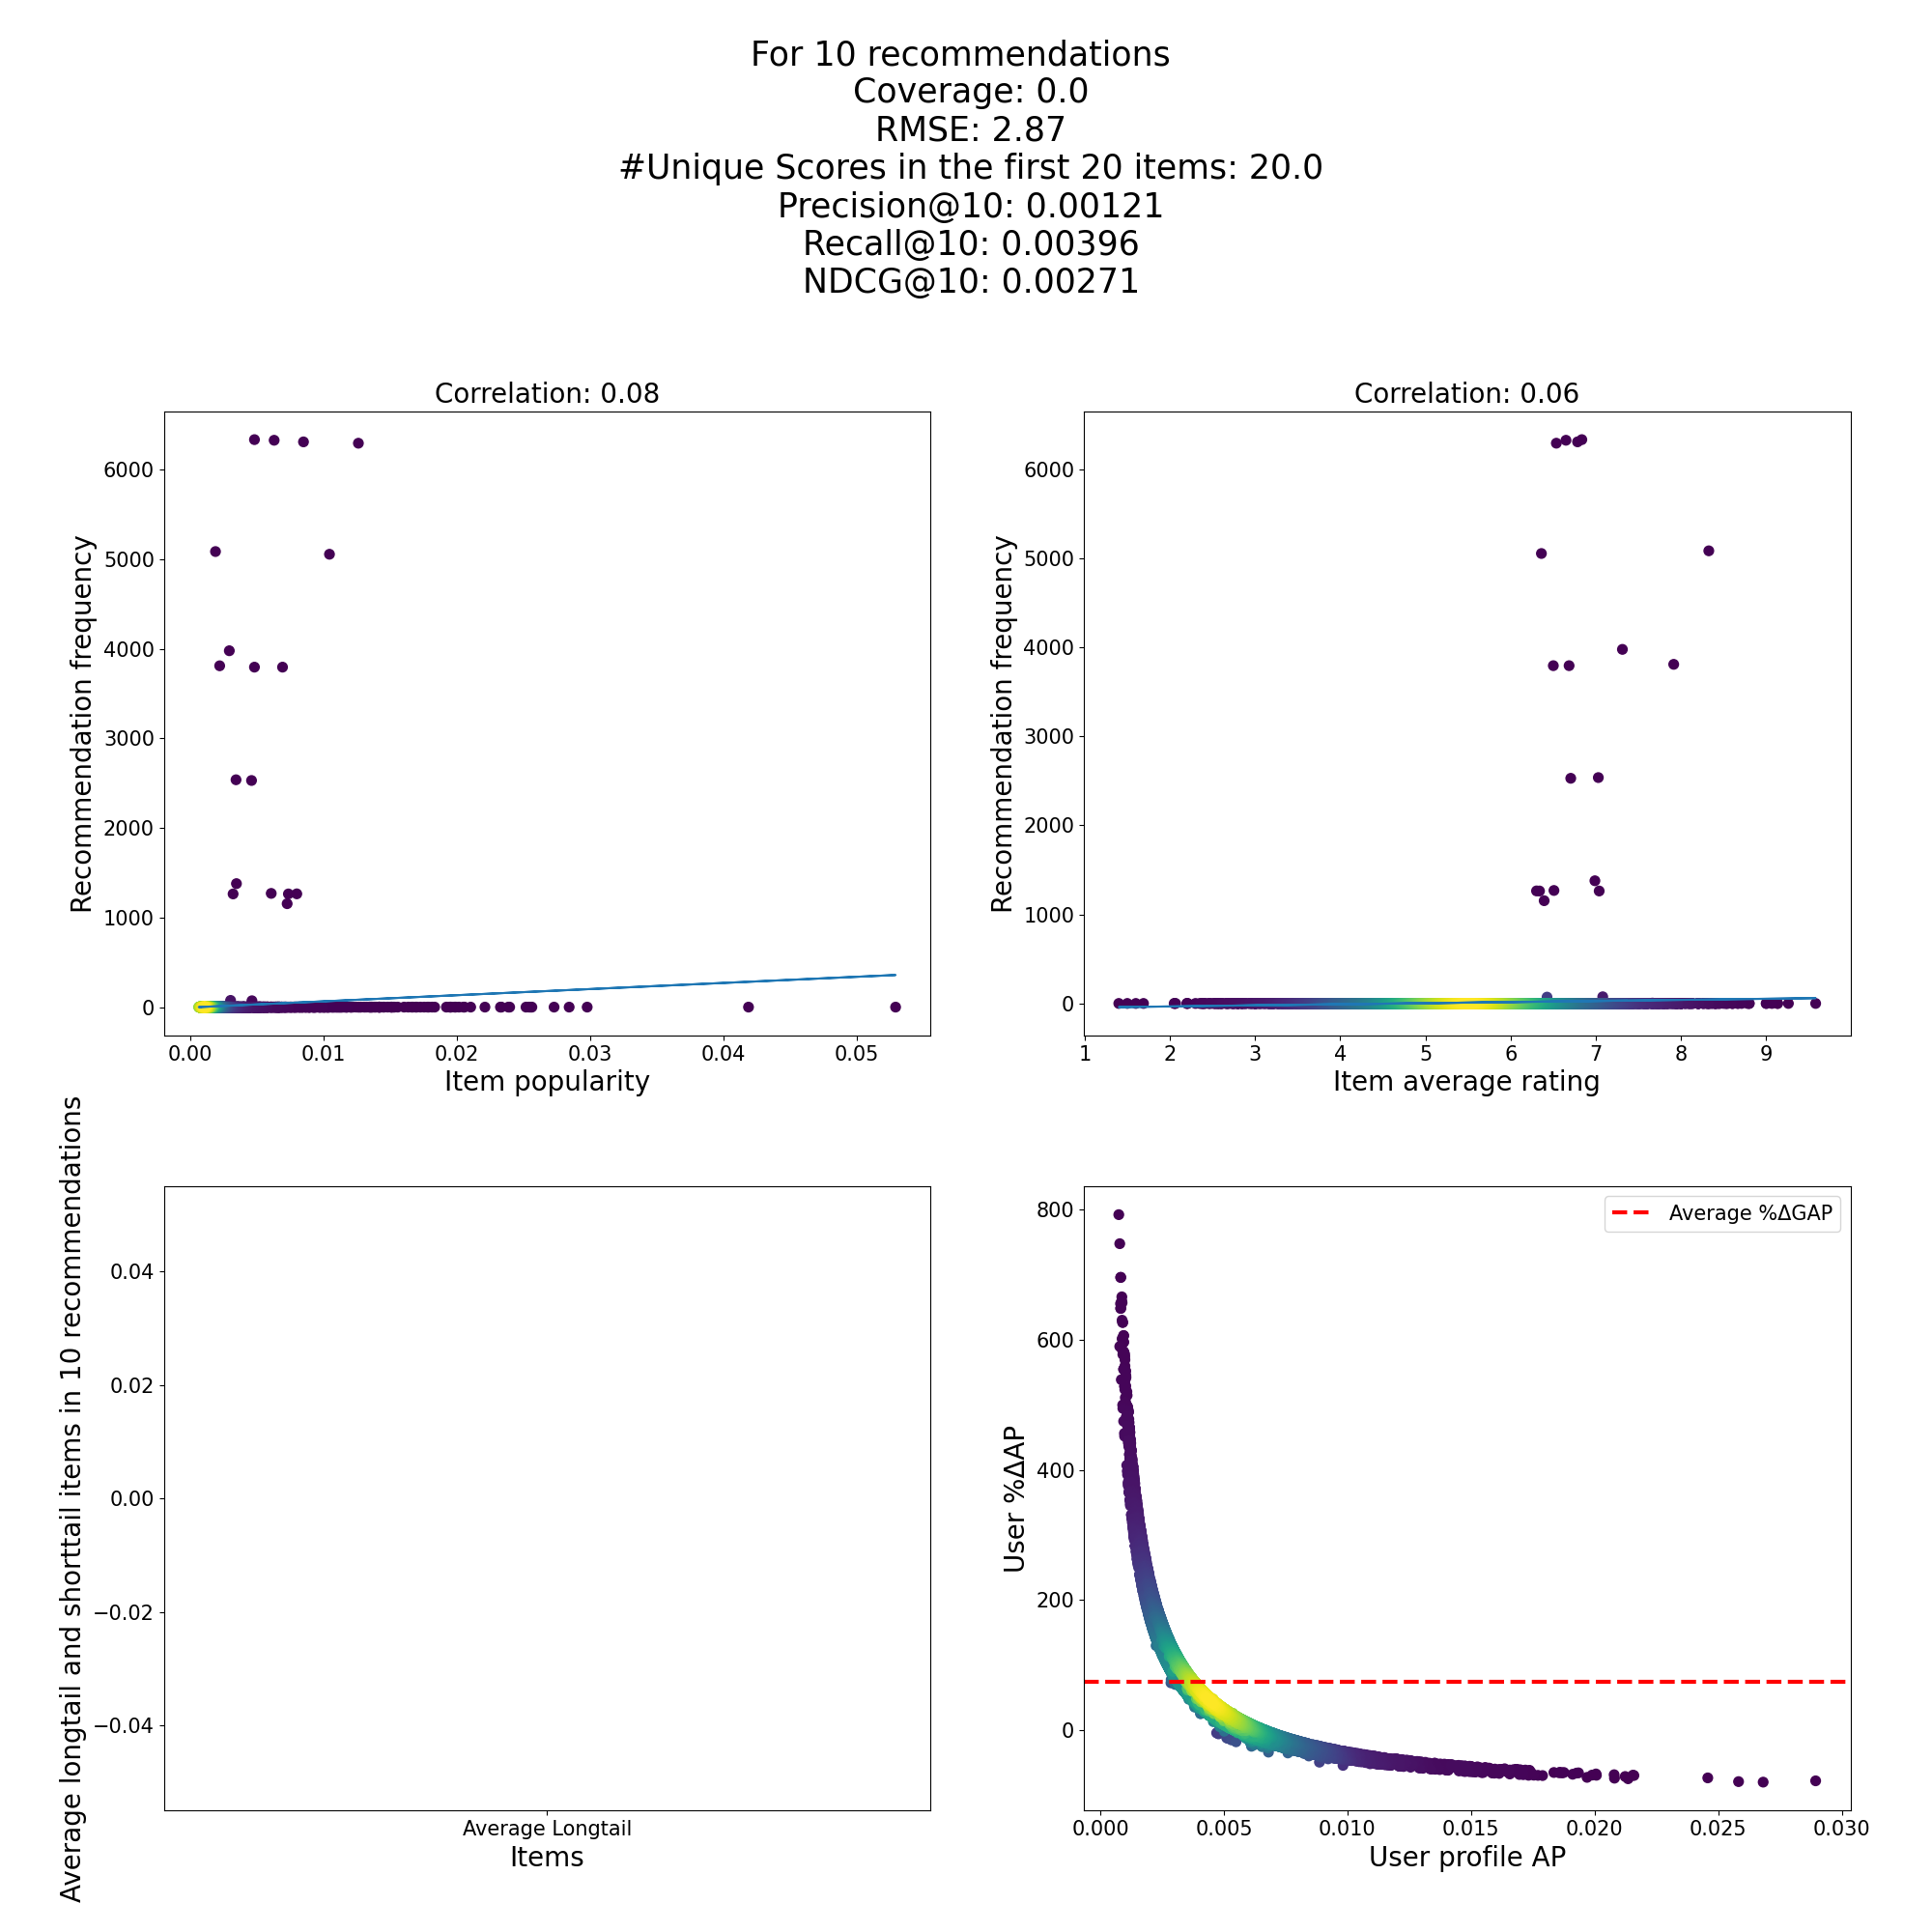 For 10 recommendations
Coverage: 0.0
RMSE: 2.87
#Unique Scores in the first 20 items: 20.0
Precision@10: 0.00121
Recall@10: 0.00396
NDCG@10: 0.00271
Correlation: 0.08
Recommendation frequency
6000
5000
4000
3000
2000
1000
0
0.00 0.01 0.02 0.03 0.04 0.05
Item popularity
Correlation: 0.06
Recommendation frequency
6000
5000
4000
3000
2000
1000
0
1 2 3 4 5 6 7 8 9
Item average rating
Average longtail and shorttail items in 10 recommendations
0.04
0.02
0.00
−0.02
−0.04
Average Longtail
Items
Average %ΔGAP
User %ΔAP
800
600
400
200
0
0.000 0.005 0.010 0.015 0.020 0.025 0.030
User profile AP